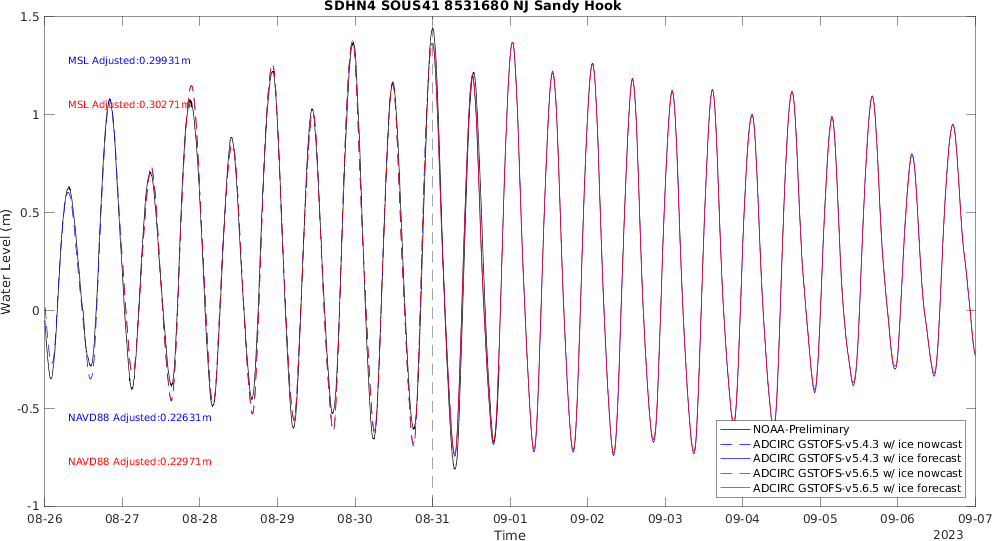 SDHN4 SOUS41 8531680 NJ Sandy Hook
MSL Adjusted:0.29931m
MSL Adjusted:0.30271m
NAVD88 Adjusted:0.22631m
NAVD88 Adjusted:0.22971m
Water Level (m)
1.5
1
0.5
0
-0.5
-1
NOAA-Preliminary
ADCIRC GSTOFS-v5.4.3 w/ ice nowcast
ADCIRC GSTOFS-v5.4.3 w/ ice forecast
ADCIRC GSTOFS-v5.6.5 w/ ice nowcast
ADCIRC GSTOFS-v5.6.5 w/ ice forecast
08-26 08-27 08-28 08-29 08-30 08-31 09-01 09-02 09-03 09-04 09-05 09-06 09-07
Time
2023